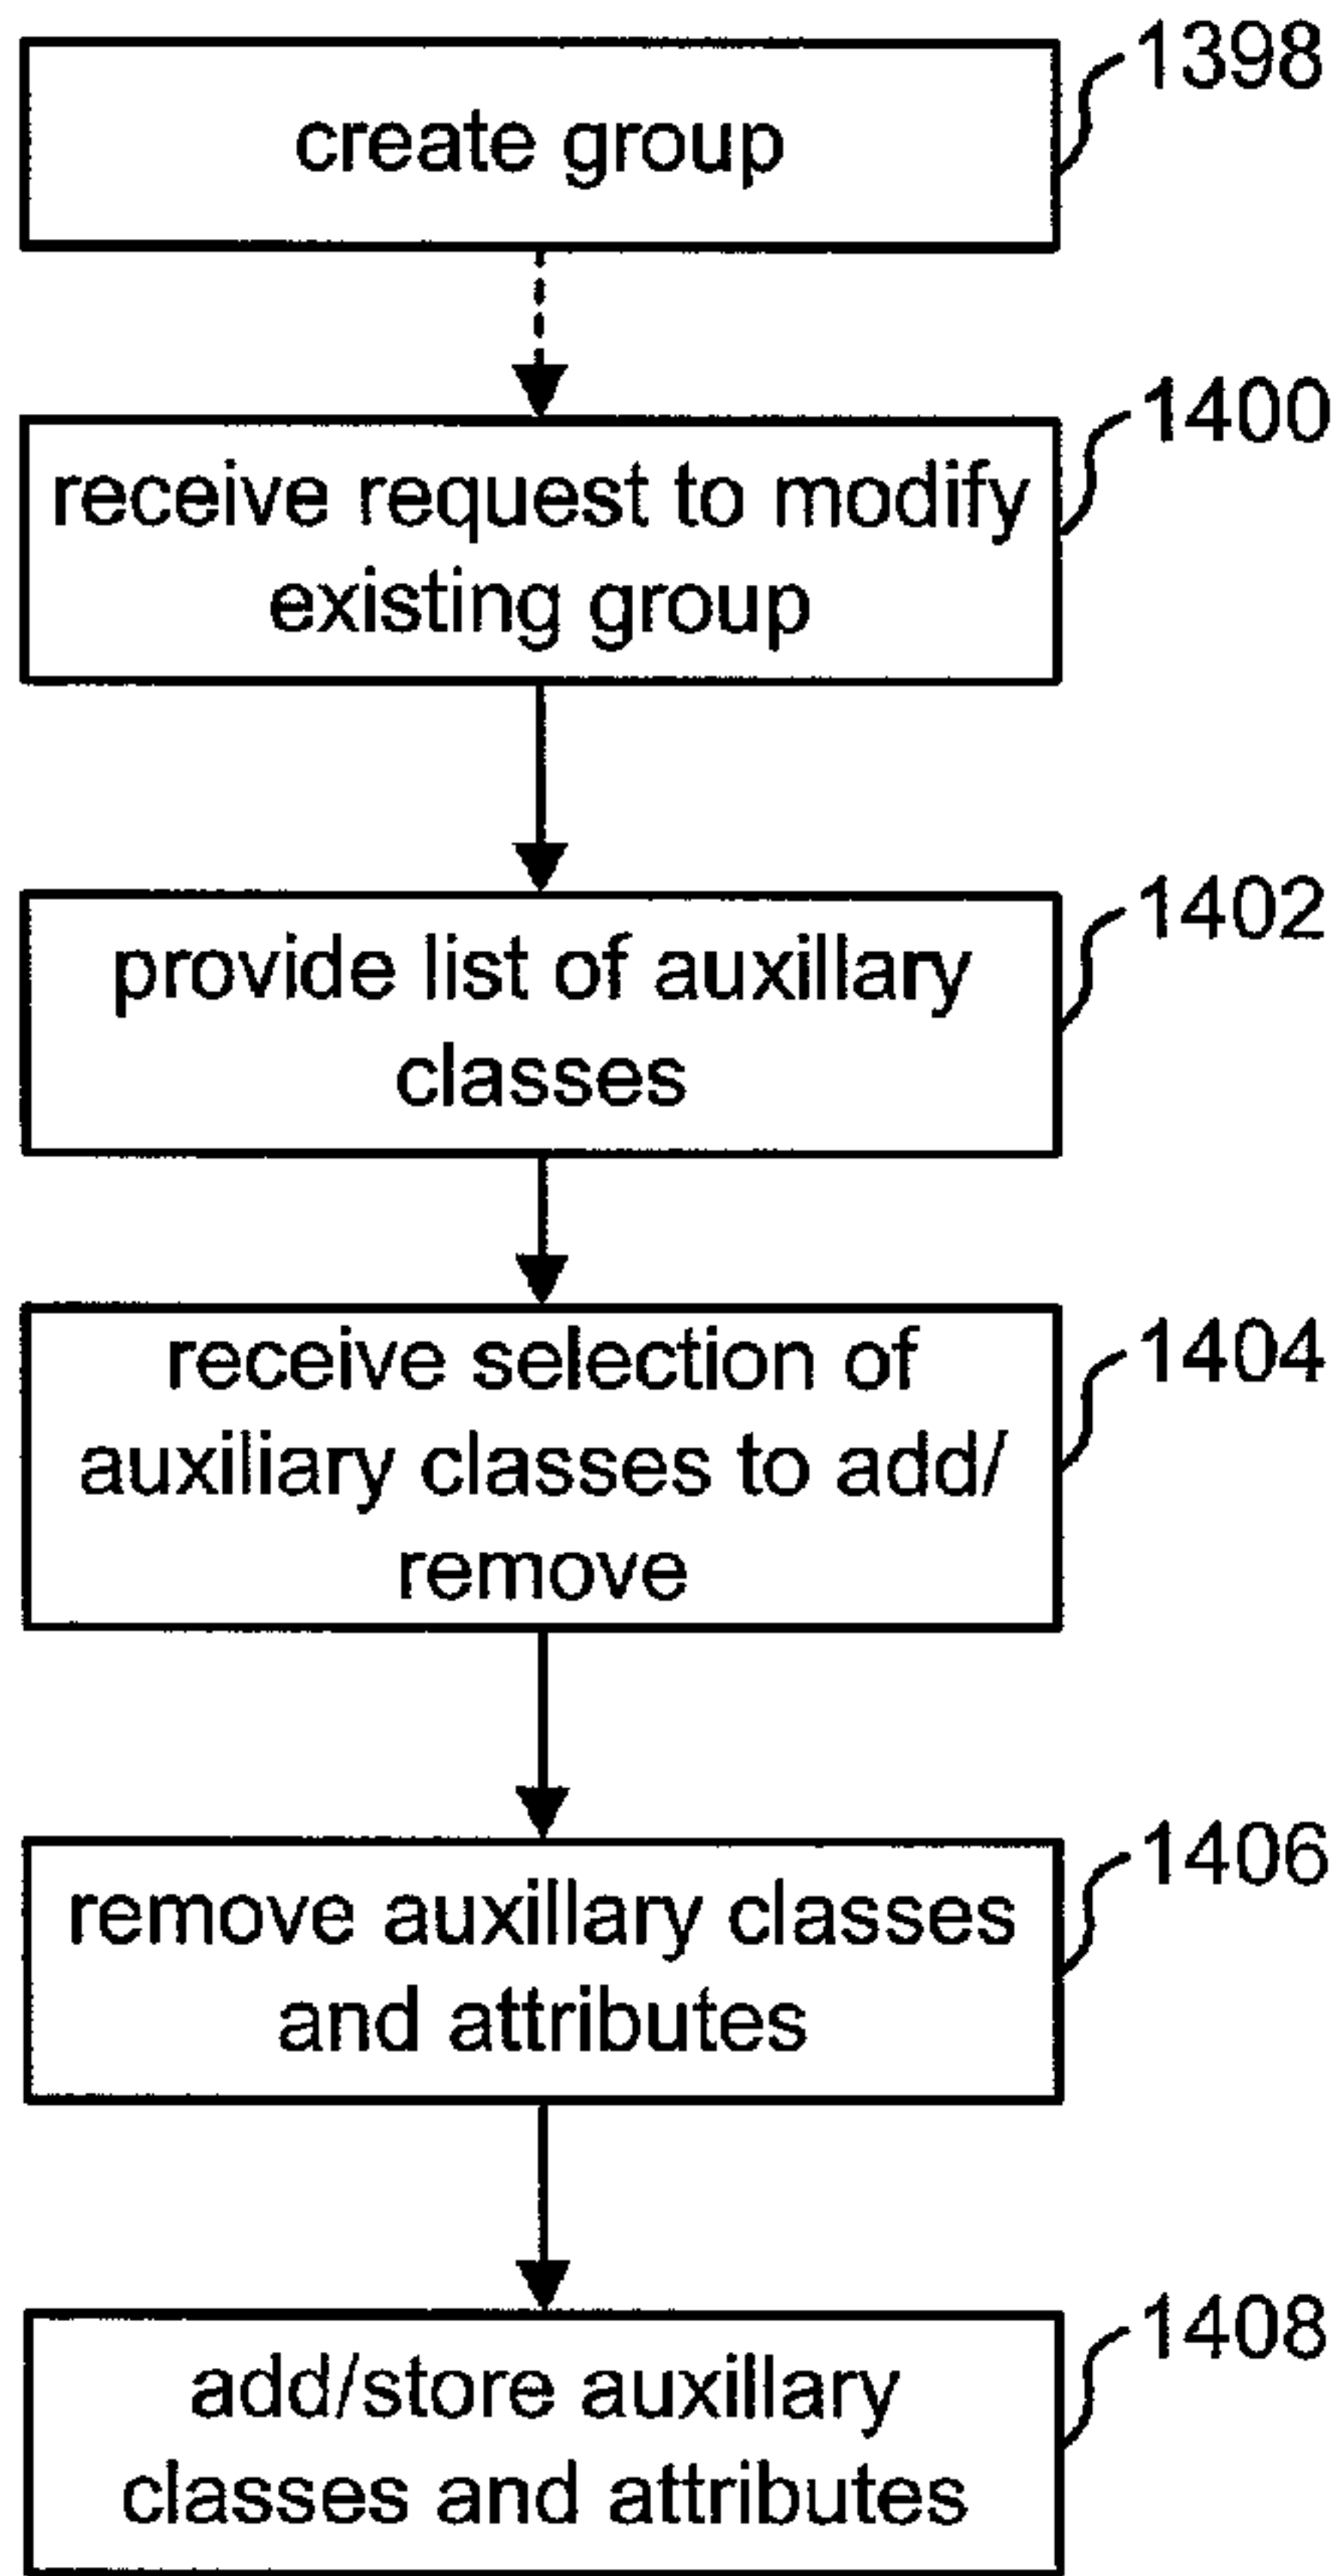 1398
create group
1400
receive request to modify
existing group
1402
provide list of auxillary
classes
1404
receive selection of
auxiliary classes to add/
remove
1406
remove auxillary classes
and attributes
1408
add/store auxillary
classes and attributes